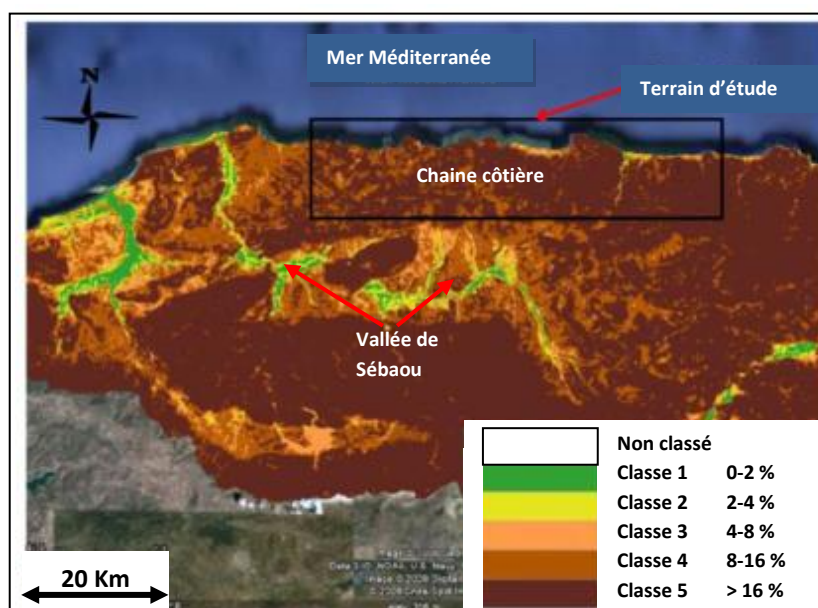 Mer Méditerranée
Terrain d’étude
N
Chaine côtière
Vallée de
Sébaou
Non classé
Classe 1 0-2 %
Classe 2 2-4 %
Classe 3 4-8 %
Classe 4 8-16 %
Classe 5 > 16 %
20 Km